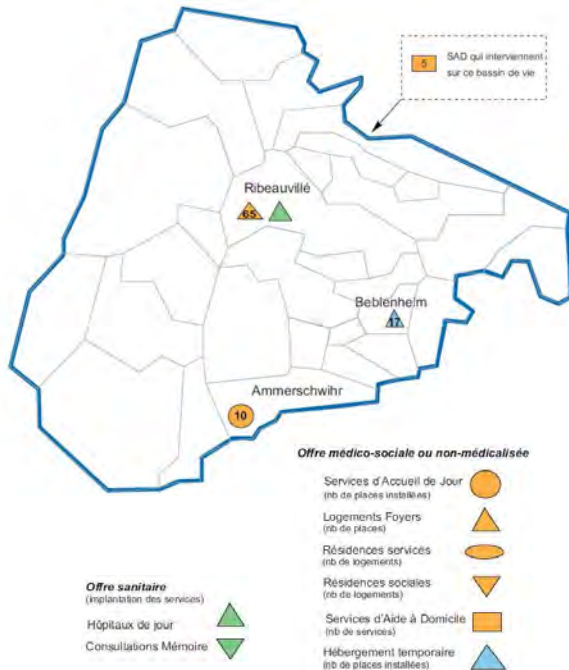 5
SAD qui interviennent
sur ce bassin de vie
Ribeauvillé
65
Beblenheim
17
Ammerschwihr
10
Offre médico-sociale ou non-médicalisée
Services d'Accueil de Jour
(nb de places installées)
Logements Foyers
(nb de places)
Résidences services
(nb de logements)
Résidences sociales
(nb de logements)
Services d'Aide à Domicile
(nb de services)
Hébergement temporaire
(nb de places installées)
Offre sanitaire
(implantation des services)
Hôpitaux de jour
Consultations Mémoire